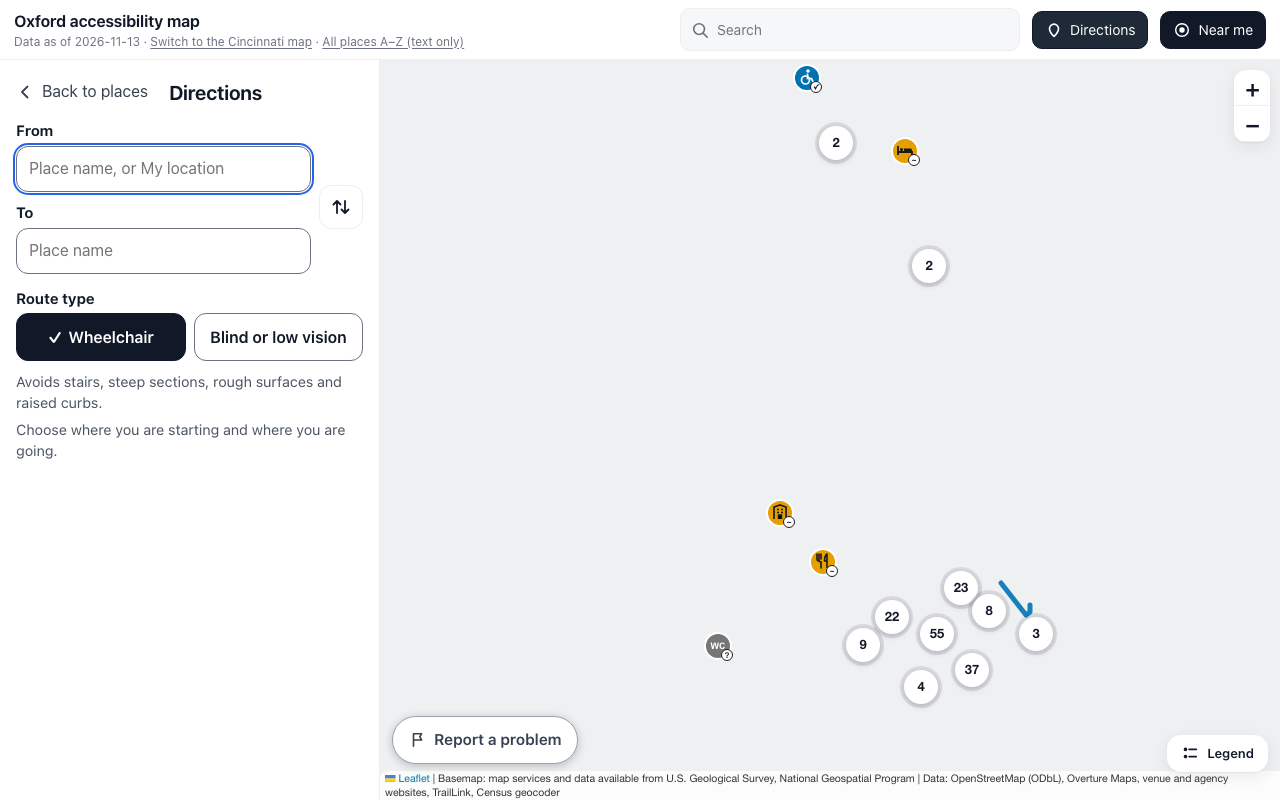 Oxford accessibility map
Data as of 2026-11-13 · Switch to the Cincinnati map · All places A–Z (text only)
Search
Directions
Near me
Back to places
Directions
From
Place name, or My location
To
Place name
Route type
Wheelchair
Blind or low vision
Avoids stairs, steep sections, rough surfaces and
raised curbs.
Choose where you are starting and where you are
going.
+
−
2
2
23
8
22
55
3
9
WC
?
37
4
Report a problem
Legend
Leaflet | Basemap: map services and data available from U.S. Geological Survey, National Geospatial Program | Data: OpenStreetMap (ODbL), Overture Maps, venue and agency
websites, TrailLink, Census geocoder